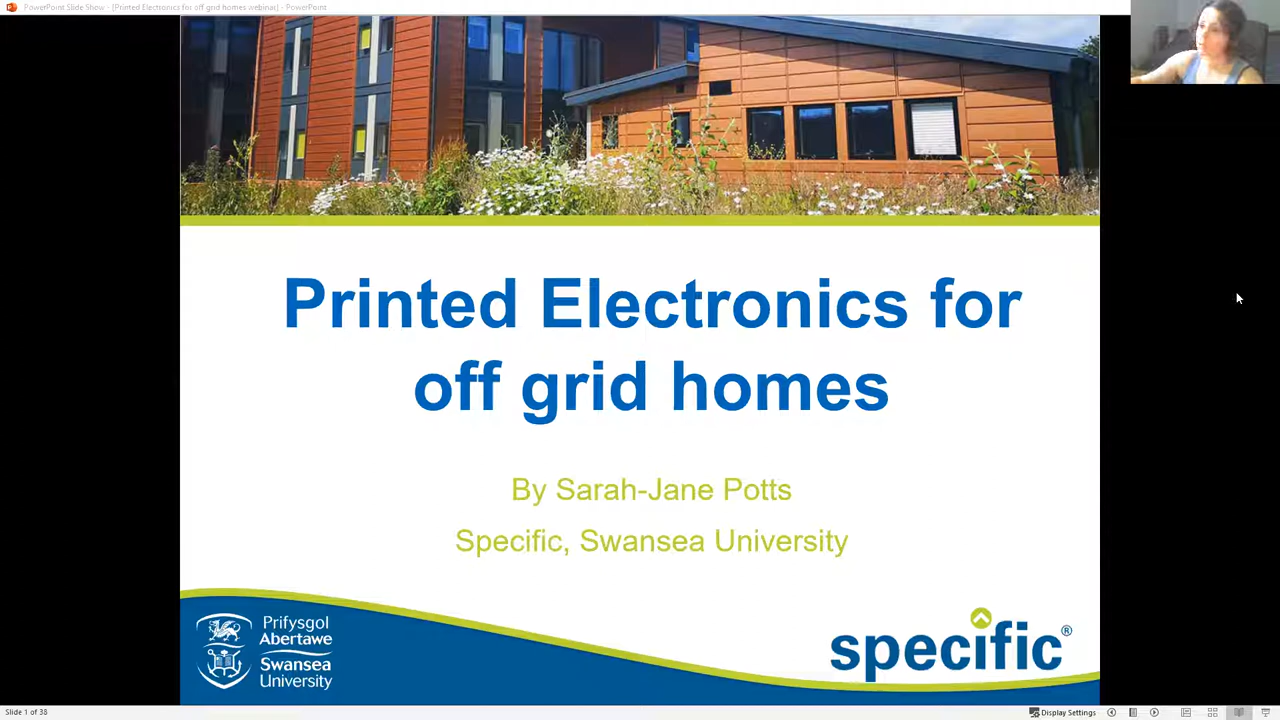 PowerPoint Slide Show - [Printed Electronics for off grid homes webinar] - PowerPoint
Printed Electronics for
off grid homes
By Sarah-Jane Potts
Specific, Swansea University
Prifysgol
Abertawe
Swansea
University
specific®
Slide 1 of 38
Display Settings